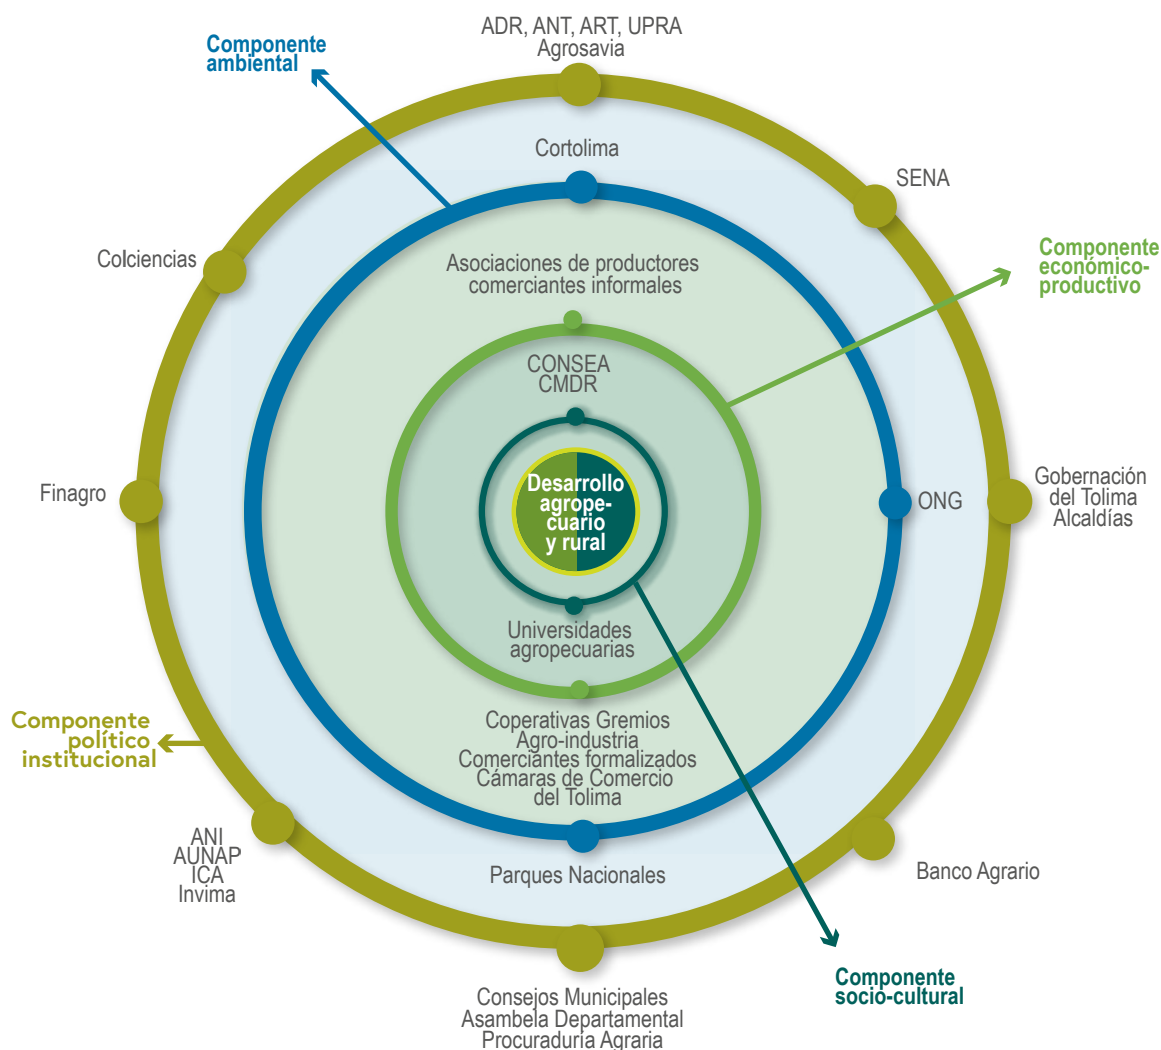 ADR, ANT, ART, UPRA
Agrosavia
Componente
ambiental
Cortolima
SENA
Colciencias
Asociaciones de productores
comerciantes informales
Componente
económico-
productivo
CONSEA
CMDR
Finagro
Desarrollo
agrope-
cuario
y rural
ONG
Gobernación
del Tolima
Alcaldías
Universidades
agropecuarias
Componente
político
institucional
Coperativas Gremios
Agro-industria
Comerciantes formalizados
Cámaras de Comercio
del Tolima
ANI
AUNAP
ICA
Invima
Parques Nacionales
Banco Agrario
Componente
socio-cultural
Consejos Municipales
Asambela Departamental
Procuraduría Agraria